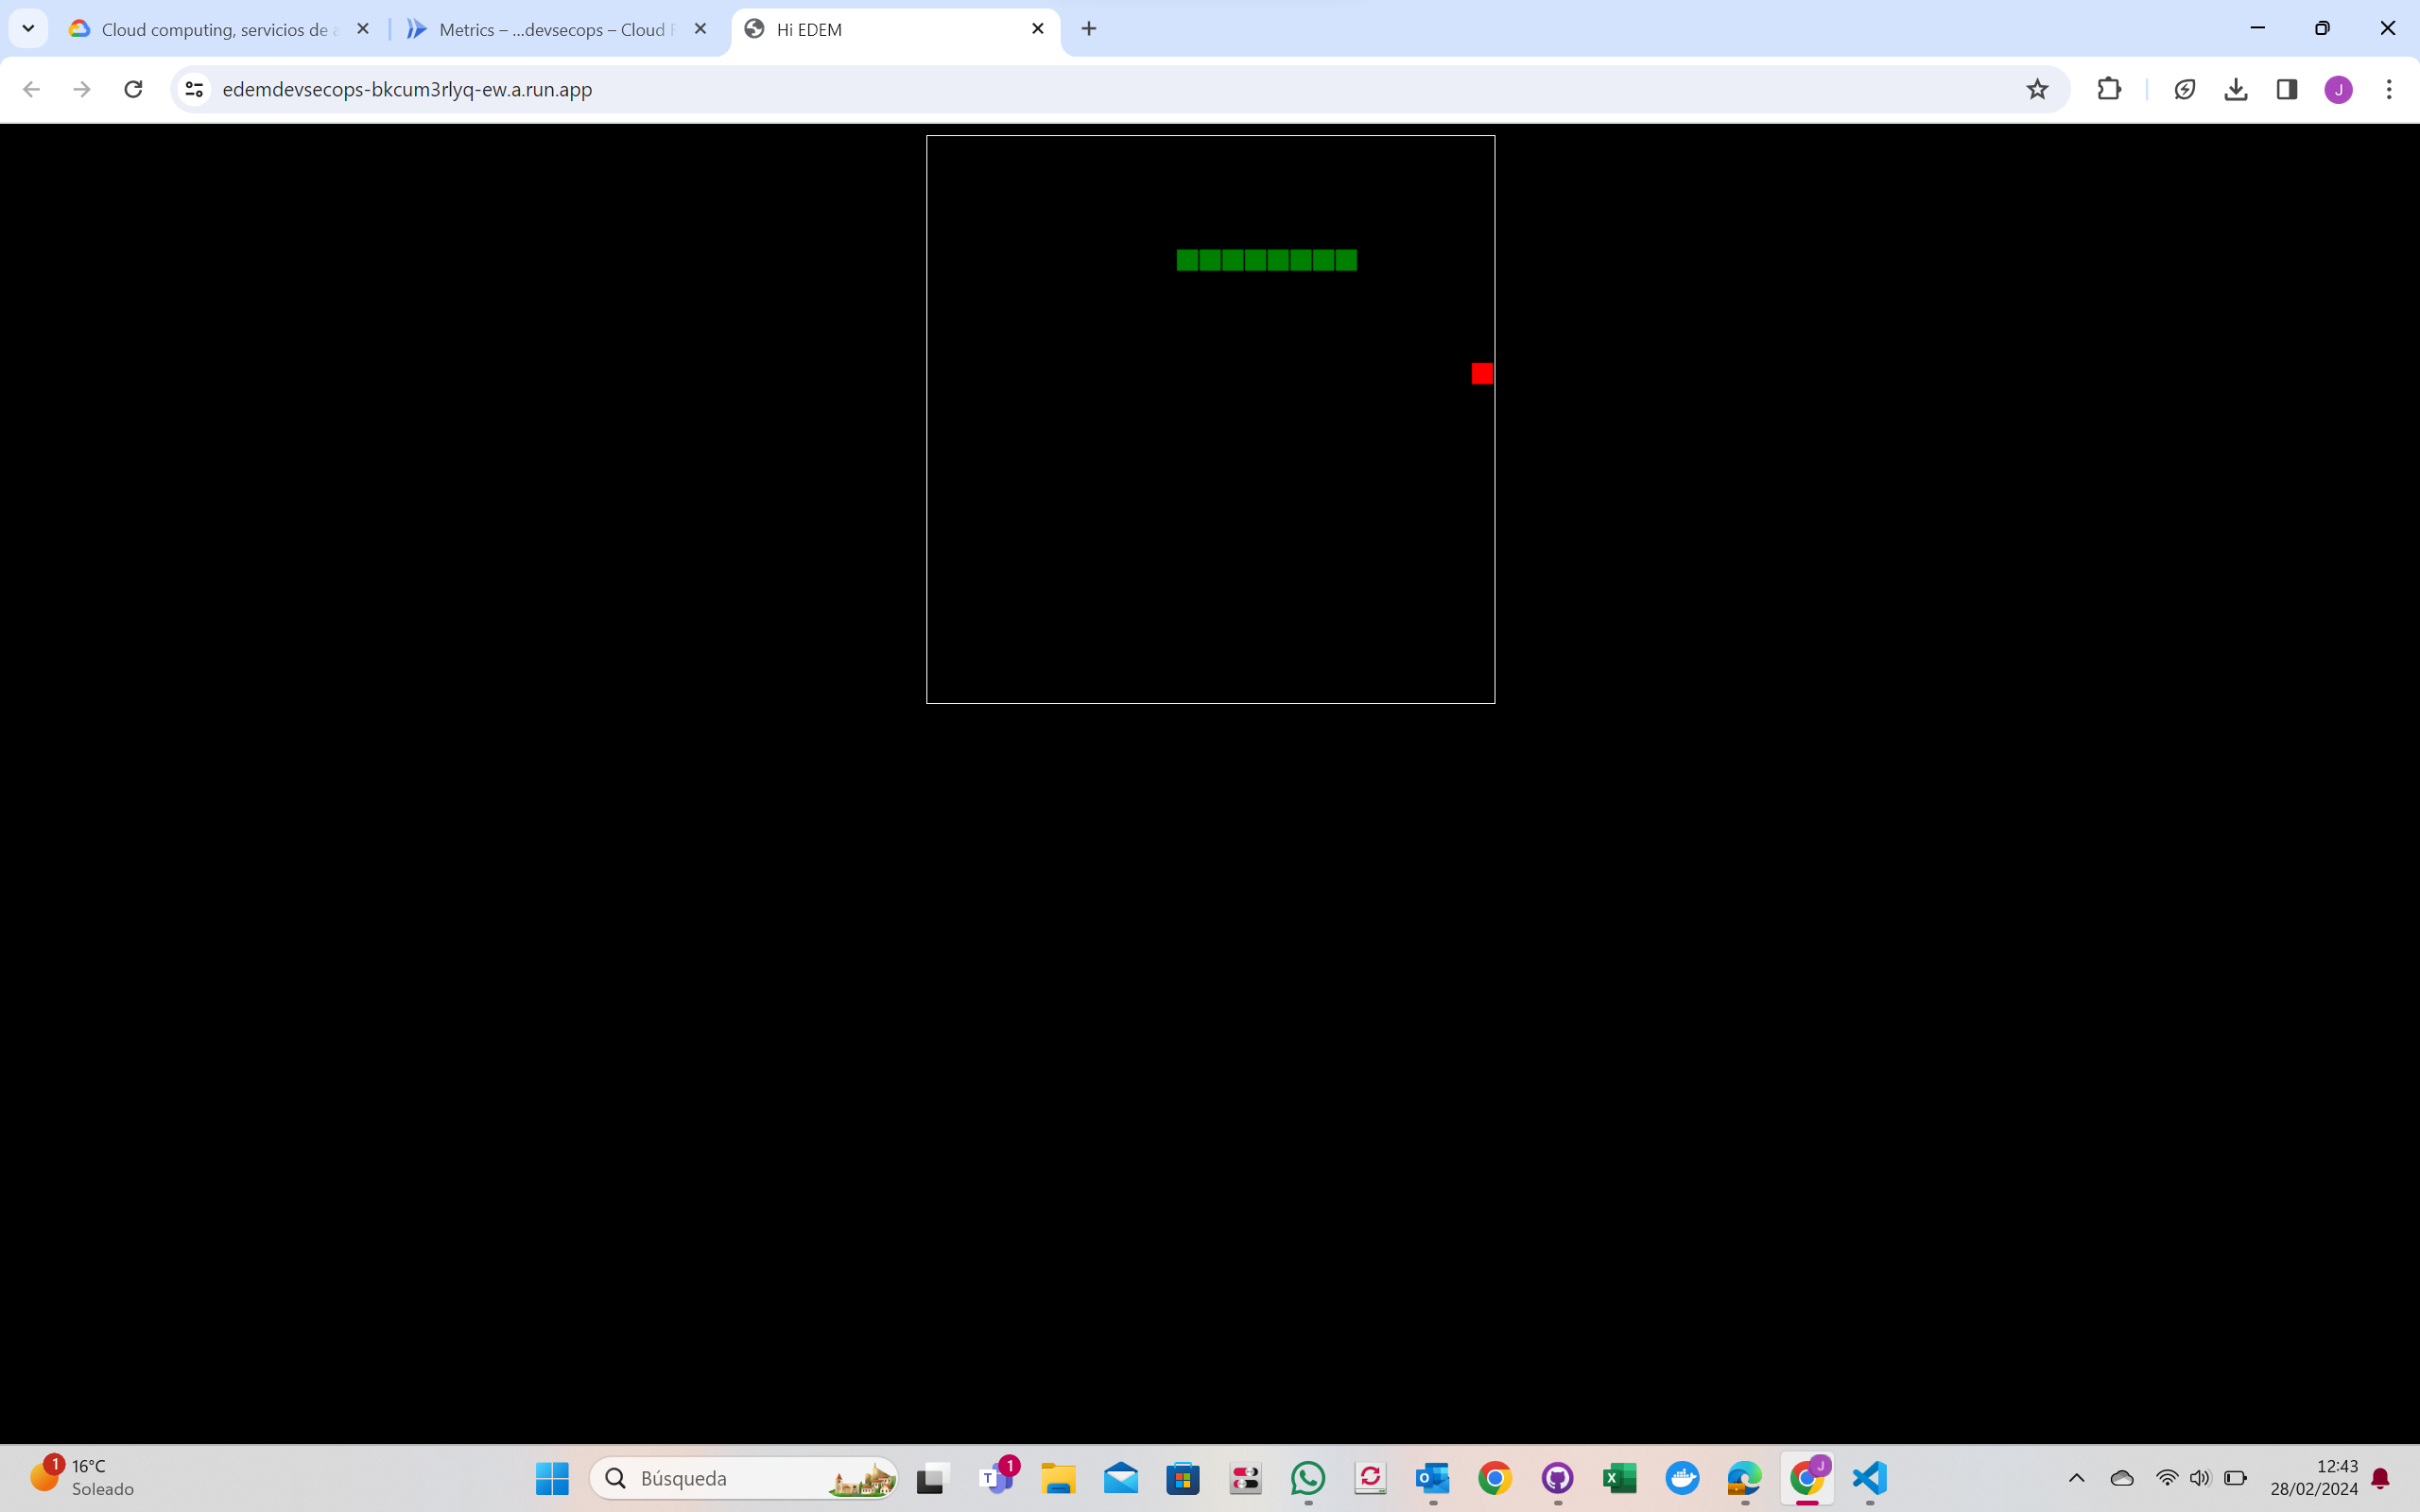 Cloud computing, servicios de a
Metrics – ...devsecops – Cloud R
Hi EDEM
edemdevsecops-bkcum3rlyq-ew.a.run.app
J
1
16°C
Soleado
Búsqueda
T
1
O
X
J
12:43
28/02/2024